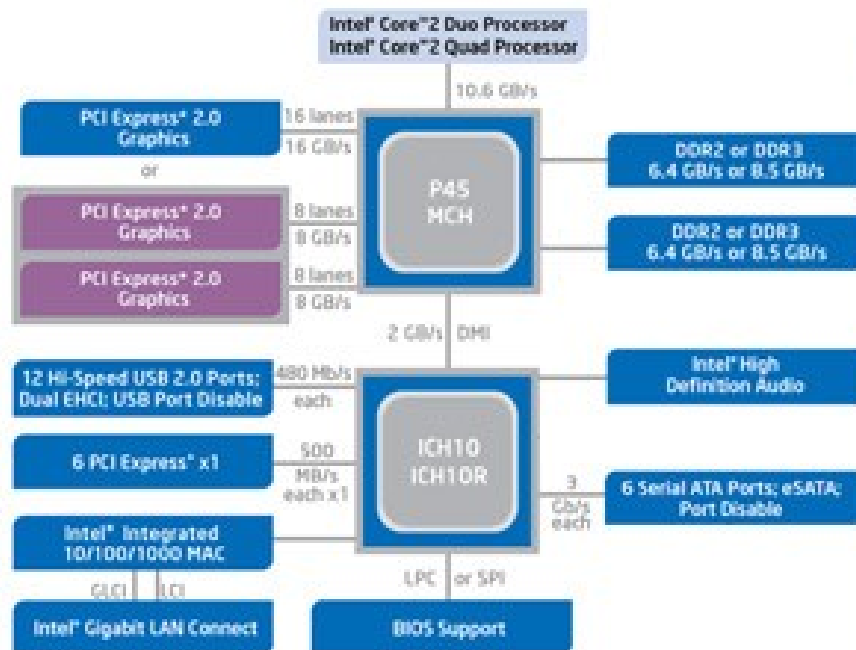 Intel® Core™2 Duo Processor
Intel® Core™2 Quad Processor
10.6 GB/s
PCI Express* 2.0
Graphics
16 lanes
16 GB/s
or
PCI Express* 2.0
Graphics
8 lanes
8 GB/s
PCI Express* 2.0
Graphics
8 lanes
8 GB/s
P45
MCH
DDR2 or DDR3
6.4 GB/s or 8.5 GB/s
DDR2 or DDR3
6.4 GB/s or 8.5 GB/s
2 GB/s DMI
12 Hi-Speed USB 2.0 Ports;
Dual EHCI; USB Port Disable
480 Mb/s
each
6 PCI Express* x1
500
MB/s
each x1
Intel® Integrated
10/100/1000 MAC
GLCI LCI
Intel® Gigabit LAN Connect
ICH10
ICH10R
Intel® High
Definition Audio
3
Gb/s
each
6 Serial ATA Ports; eSATA;
Port Disable
LPC or SPI
BIOS Support